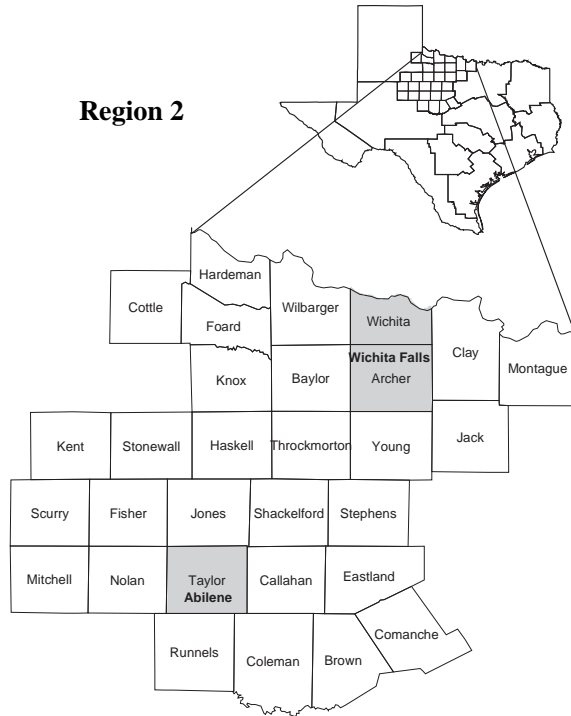 Region 2
Hardeman
Cottle
Wilbarger
Wichita
Foard
Clay
Wichita Falls
Montague
Knox
Baylor
Archer
Kent
Stonewall
Haskell
Throckmorton
Young
Jack
Scurry
Fisher
Jones
Shackelford
Stephens
Mitchell
Nolan
Taylor
Callahan
Eastland
Abilene
Comanche
Runnels
Coleman
Brown